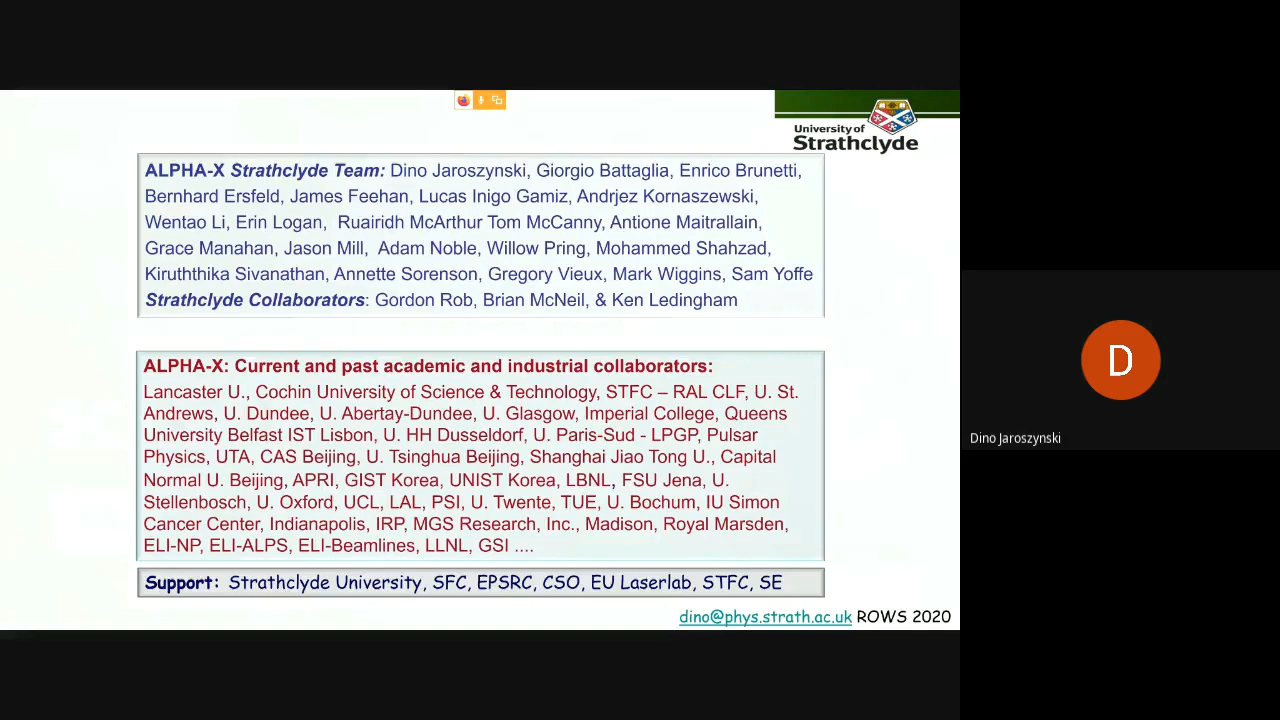 University of
Strathclyde
ALPHA-X Strathclyde Team: Dino Jaroszynski, Giorgio Battaglia, Enrico Brunetti,
Bernhard Ersfeld, James Feehan, Lucas Inigo Gamiz, Andrjez Kornaszewski,
Wentao Li, Erin Logan, Ruairidh McArthur Tom McCanny, Antione Maitrallain,
Grace Manahan, Jason Mill, Adam Noble, Willow Pring, Mohammed Shahzad,
Kiruththika Sivanathan, Annette Sorenson, Gregory Vieux, Mark Wiggins, Sam Yoffe
Strathclyde Collaborators: Gordon Rob, Brian McNeil, & Ken Ledingham
ALPHA-X: Current and past academic and industrial collaborators:
Lancaster U., Cochin University of Science & Technology, STFC – RAL CLF, U. St.
Andrews, U. Dundee, U. Abertay-Dundee, U. Glasgow, Imperial College, Queens
University Belfast IST Lisbon, U. HH Dusseldorf, U. Paris-Sud - LPGP, Pulsar
Physics, UTA, CAS Beijing, U. Tsinghua Beijing, Shanghai Jiao Tong U., Capital
Normal U. Beijing, APRI, GIST Korea, UNIST Korea, LBNL, FSU Jena, U.
Stellenbosch, U. Oxford, UCL, LAL, PSI, U. Twente, TUE, U. Bochum, IU Simon
Cancer Center, Indianapolis, IRP, MGS Research, Inc., Madison, Royal Marsden,
ELI-NP, ELI-ALPS, ELI-Beamlines, LLNL, GSI ....
Support: Strathclyde University, SFC, EPSRC, CSO, EU Laserlab, STFC, SE
dino@phys.strath.ac.uk ROWS 2020
D
Dino Jaroszynski